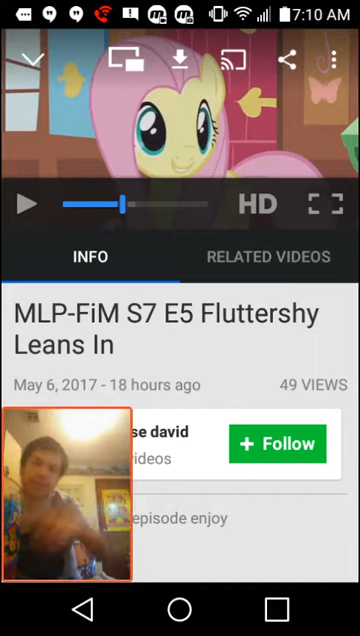 7:10 AM
HD
INFO
RELATED VIDEOS
MLP-FiM S7 E5 Fluttershy
Leans In
May 6, 2017 - 18 hours ago
49 VIEWS
se david
+ Follow
ideos
episode enjoy